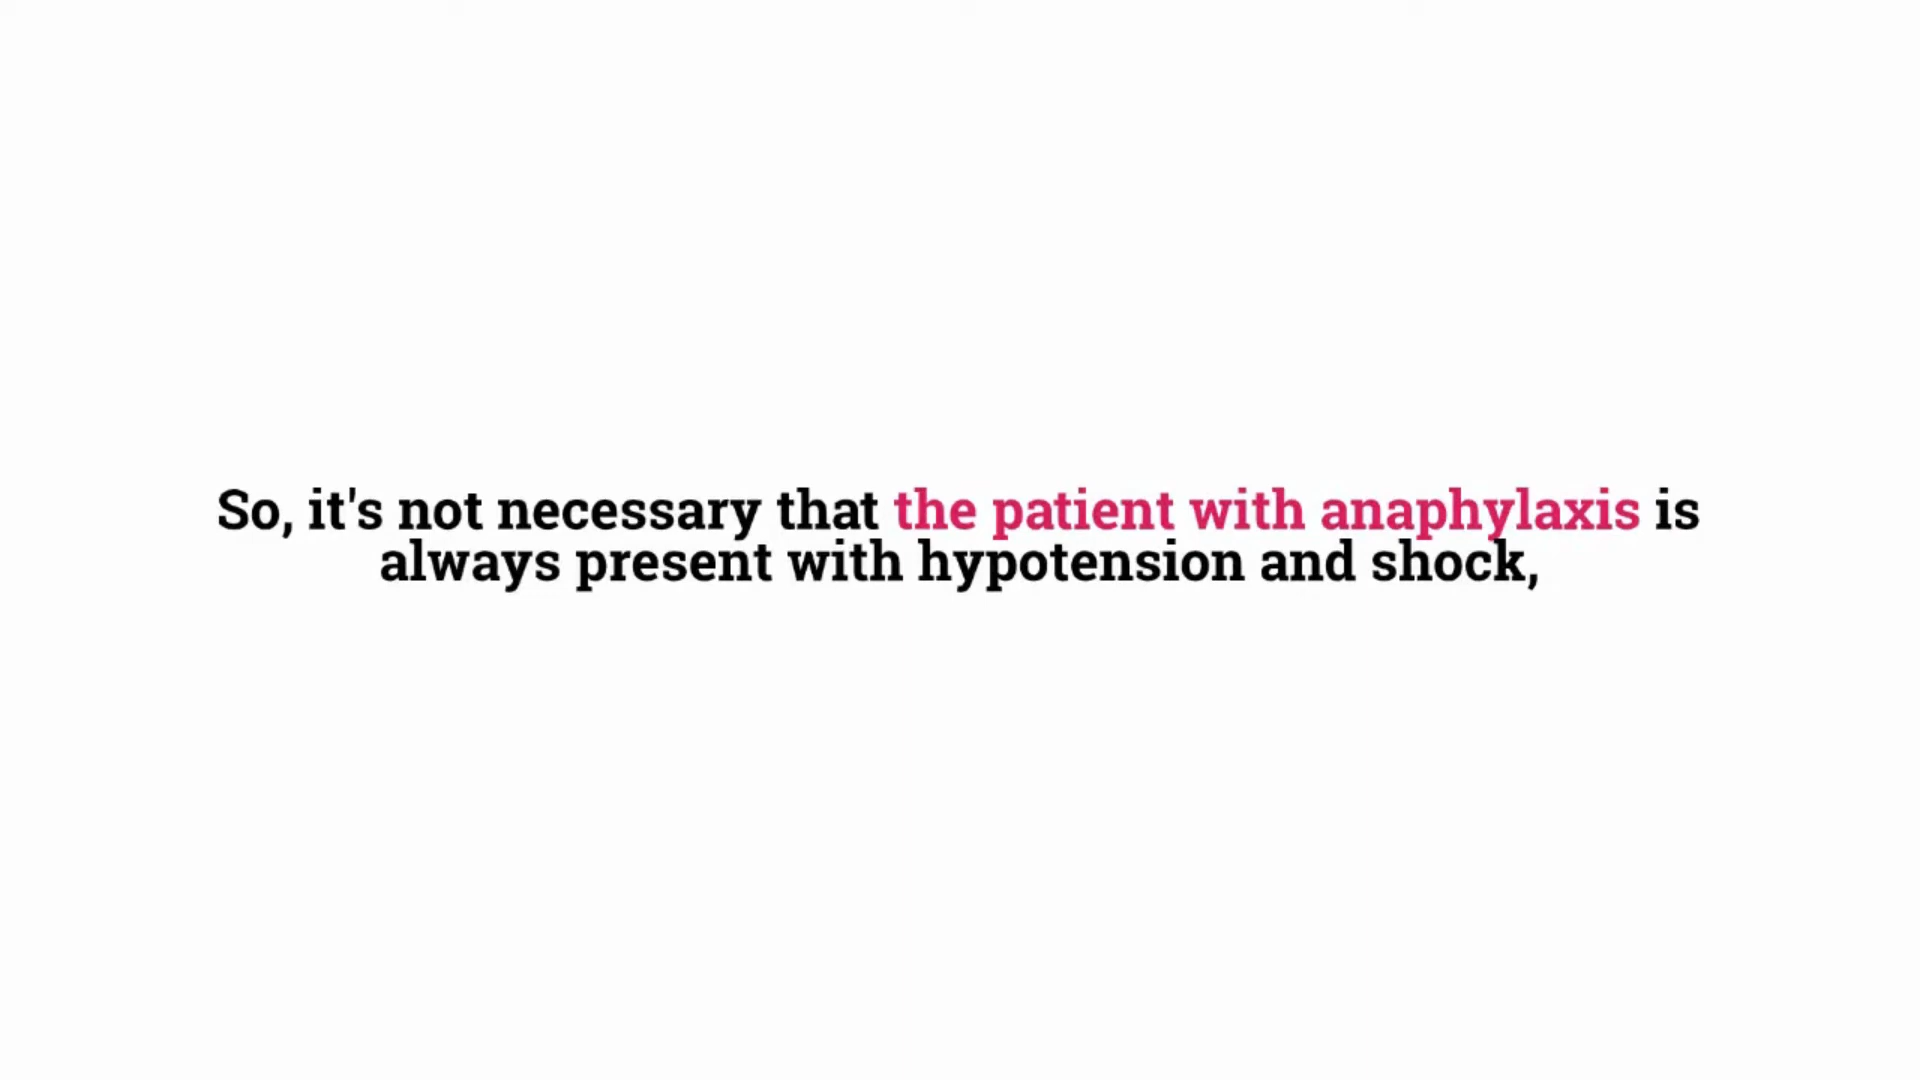 So, it's not necessary that the patient with anaphylaxis is
always present with hypotension and shock,